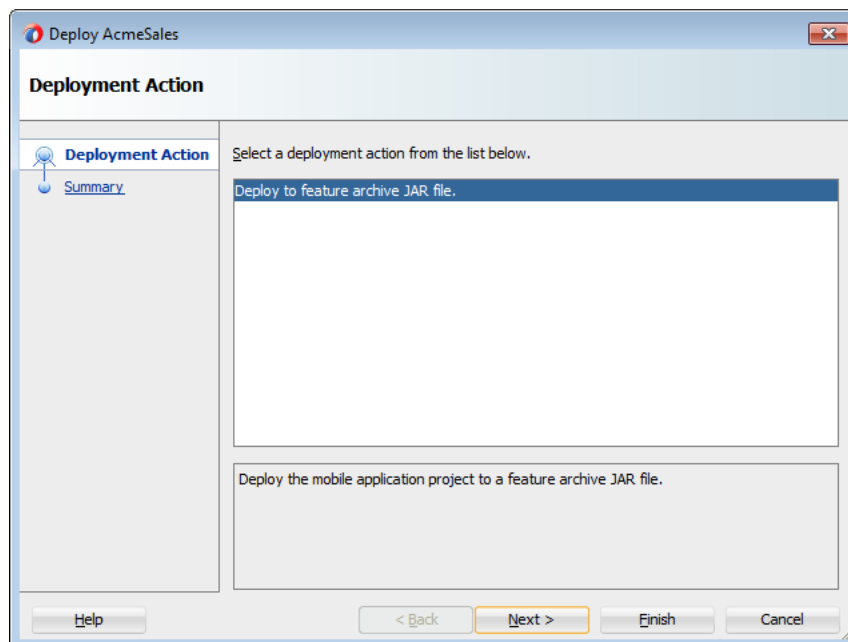 Deploy AcmeSales
Deployment Action
Deployment Action
Summary
Select a deployment action from the list below.
Deploy to feature archive JAR file.
Deploy the mobile application project to a feature archive JAR file.
Help
< Back
Next >
Finish
Cancel